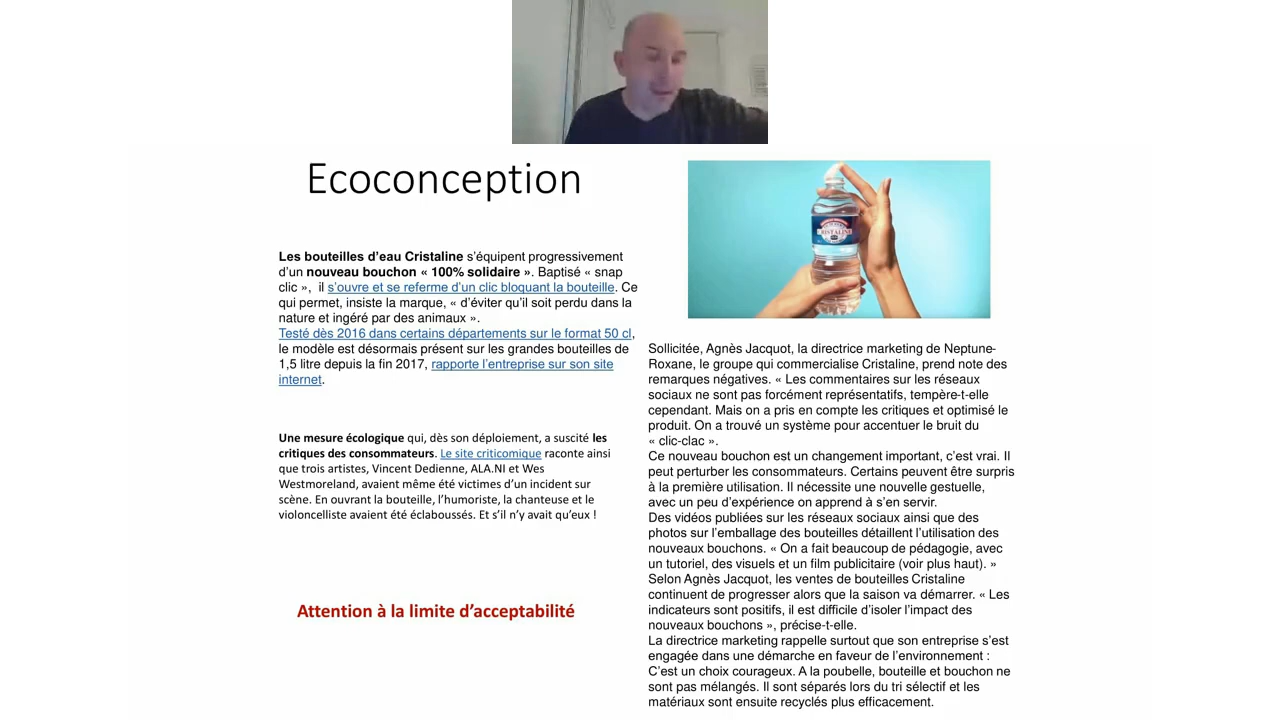 Ecoconception
Les bouteilles d’eau Cristaline s’équipent progressivement
d’un nouveau bouchon « 100% solidaire ». Baptisé « snap
clic »,  il s’ouvre et se referme d’un clic bloquant la bouteille. Ce
qui permet, insiste la marque, « d’éviter qu’il soit perdu dans la
nature et ingéré par des animaux ».
Testé dès 2016 dans certains départements sur le format 50 cl,
le modèle est désormais présent sur les grandes bouteilles de
1,5 litre depuis la fin 2017, rapporte l’entreprise sur son site
internet.
Une mesure écologique qui, dès son déploiement, a suscité les
critiques des consommateurs. Le site criticomique raconte ainsi
que trois artistes, Vincent Dedienne, ALA.NI et Wes
Westmoreland, avaient même été victimes d’un incident sur
scène. En ouvrant la bouteille, l’humoriste, la chanteuse et le
violoncelliste avaient été éclaboussés. Et s’il n’y avait qu’eux !
Attention à la limite d’acceptabilité
CRISTALINE
Sollicitée, Agnès Jacquot, la directrice marketing de Neptune-
Roxane, le groupe qui commercialise Cristaline, prend note des
remarques négatives. « Les commentaires sur les réseaux
sociaux ne sont pas forcément représentatifs, tempère-t-elle
cependant. Mais on a pris en compte les critiques et optimisé le
produit. On a trouvé un système pour accentuer le bruit du
« clic-clac ».
Ce nouveau bouchon est un changement important, c’est vrai. Il
peut perturber les consommateurs. Certains peuvent être surpris
à la première utilisation. Il nécessite une nouvelle gestuelle,
avec un peu d’expérience on apprend à s’en servir.
Des vidéos publiées sur les réseaux sociaux ainsi que des
photos sur l’emballage des bouteilles détaillent l’utilisation des
nouveaux bouchons. « On a fait beaucoup de pédagogie, avec
un tutoriel, des visuels et un film publicitaire (voir plus haut). »
Selon Agnès Jacquot, les ventes de bouteilles Cristaline
continuent de progresser alors que la saison va démarrer. « Les
indicateurs sont positifs, il est difficile d’isoler l’impact des
nouveaux bouchons », précise-t-elle.
La directrice marketing rappelle surtout que son entreprise s’est
engagée dans une démarche en faveur de l’environnement :
C’est un choix courageux. A la poubelle, bouteille et bouchon ne
sont pas mélangés. Il sont séparés lors du tri sélectif et les
matériaux sont ensuite recyclés plus efficacement.